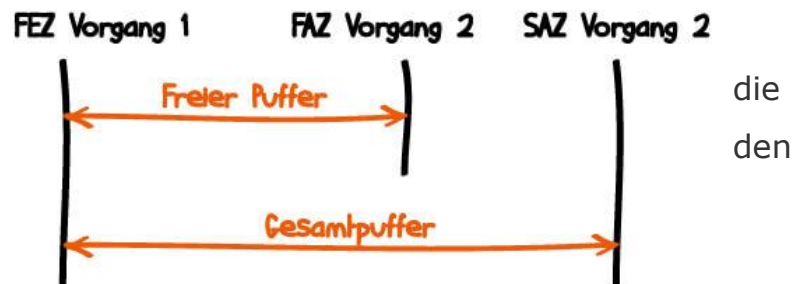 FEZ Vorgang 1 FAZ Vorgang 2 SAZ Vorgang 2
Freier Puffer
die
den
Gesamtpuffer